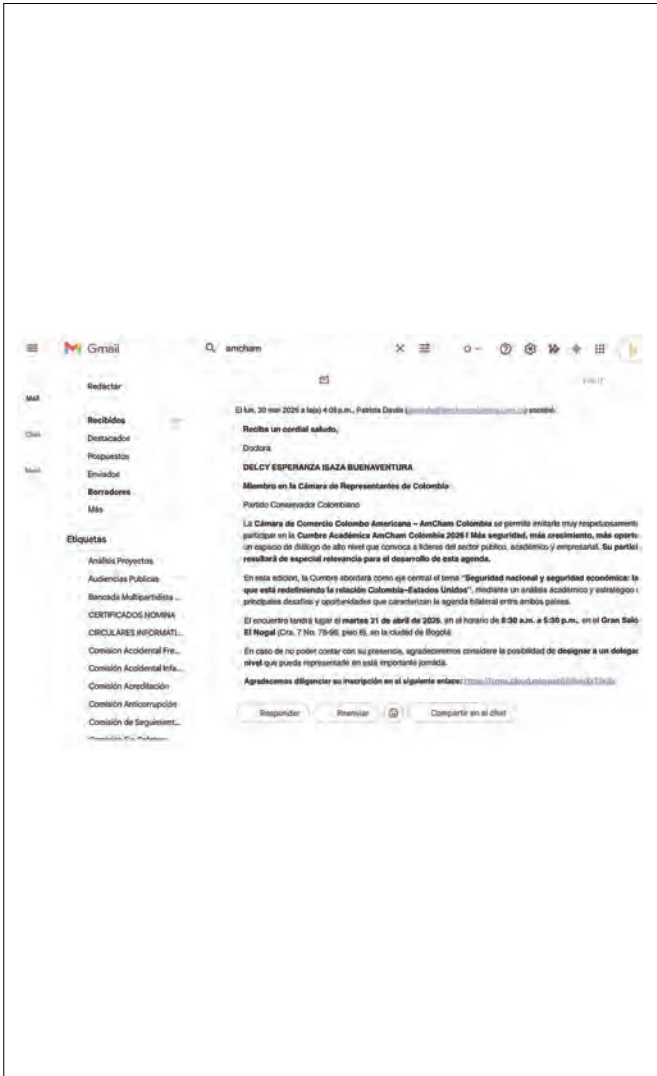 Gmail
amcham
Redactar
Mail
Recibidos
Chat
Destacados
Meet
Pospuestos
Enviados
Borradores
Más
Etiquetas
Análisis Proyectos
Audiencias Publicas
Bancada Multipartidista ...
CERTIFICADOS NOMINA
CIRCULARES INFORMATI...
Comision Accidental Fre...
Comisión Accidental Infa...
Comisión Acreditación
Comisión Anticorrupción
Comisión de Seguimient...
El lun, 30 mar 2026 a la(s) 4:08 p.m., Patricia Davila escribió:
Reciba un cordial saludo,
Doctora
DELCY ESPERANZA ISAZA BUENAVENTURA
Miembro en la Cámara de Representantes de Colombia
Partido Conservador Colombiano
La Cámara de Comercio Colombo Americana – AmCham Colombia se permite invitarle muy respetuosamente
participar en la Cumbre Académica AmCham Colombia 2026 I Más seguridad, más crecimiento, más oportu
un espacio de diálogo de alto nivel que convoca a líderes del sector público, académico y empresarial. Su partici
resultará de especial relevancia para el desarrollo de esta agenda.
En esta edición, la Cumbre abordará como eje central el tema "Seguridad nacional y seguridad económica: la
que está redefiniendo la relación Colombia–Estados Unidos", mediante un análisis académico y estratégico
principales desafíos y oportunidades que caracterizan la agenda bilateral entre ambos países.
El encuentro tendrá lugar el martes 21 de abril de 2026, en el horario de 8:30 a.m. a 5:30 p.m., en el Gran Saló
El Nogal (Cra. 7 No. 78-96, piso 6), en la ciudad de Bogotá
En caso de no poder contar con su presencia, agradeceremos considere la posibilidad de designar a un delegad
nivel que pueda representarle en esta importante jornada.
Agradecemos diligenciar su inscripción en el siguiente enlace:
Responder Reenviar Compartir en el chat